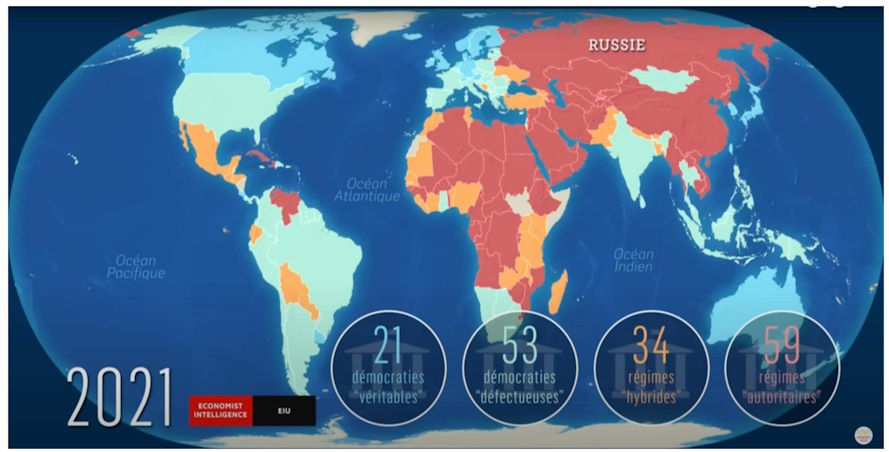 RUSSIE
Océan
Atlantique
Océan
Pacifique
Océan
Indien
2021
ECONOMIST
INTELLIGENCE
EIU
21
démocraties
"véritables"
53
démocraties
"défectueuses"
34
régimes
"hybrides"
59
régimes
"autoritaires"